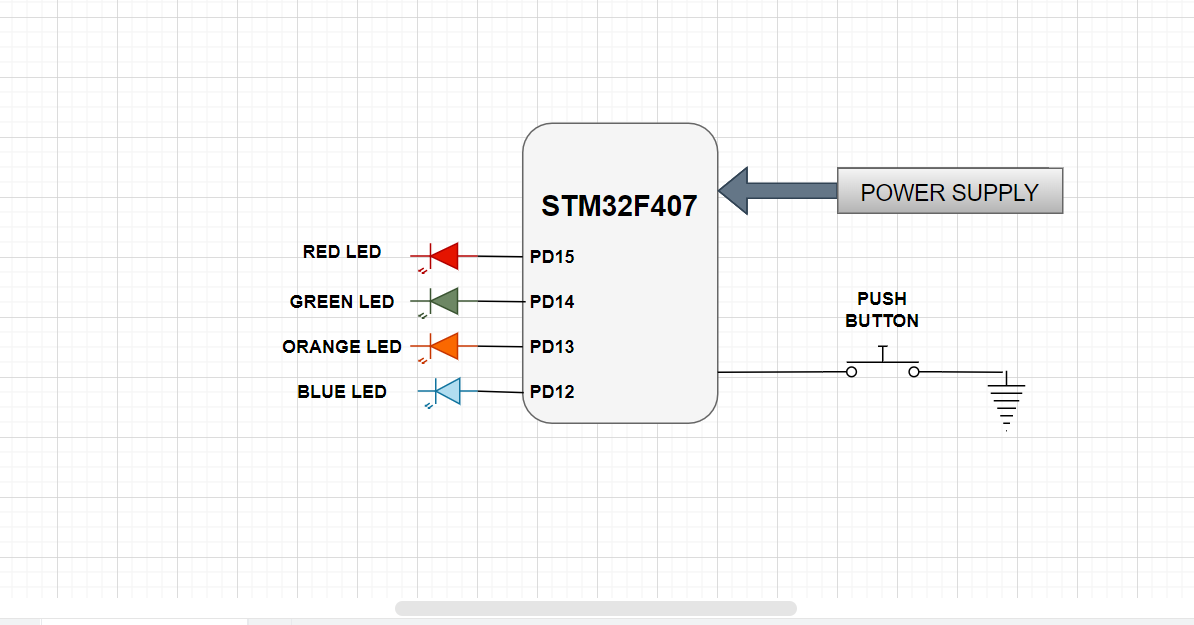 STM32F407
POWER SUPPLY
RED LED
PD15
GREEN LED
PD14
PUSH
BUTTON
ORANGE LED
PD13
BLUE LED
PD12